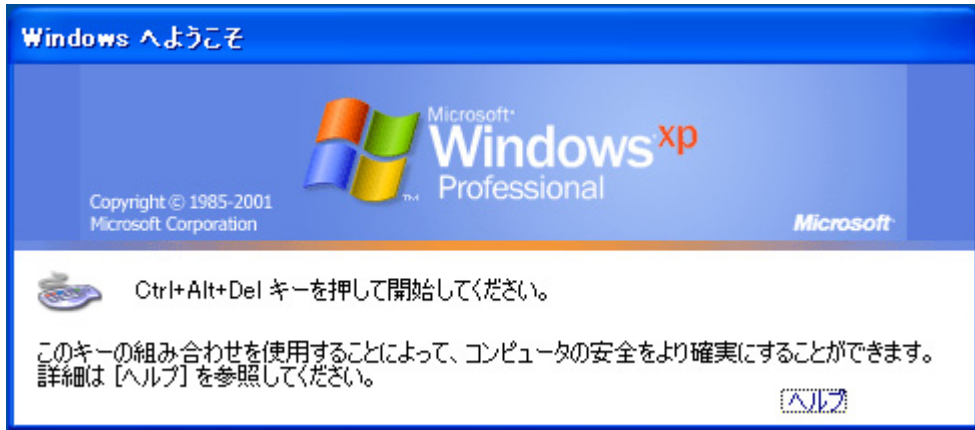 Windows へようこそ
Microsoft
Windows xp
Professional
Copyright © 1985-2001
Microsoft Corporation
Microsoft
Ctrl+Alt+Del キーを押して開始してください。
このキーの組み合わせを使用することによって、コンピュータの安全をより確実にすることができます。
詳細は [ヘルプ] を参照してください。
ヘルプ